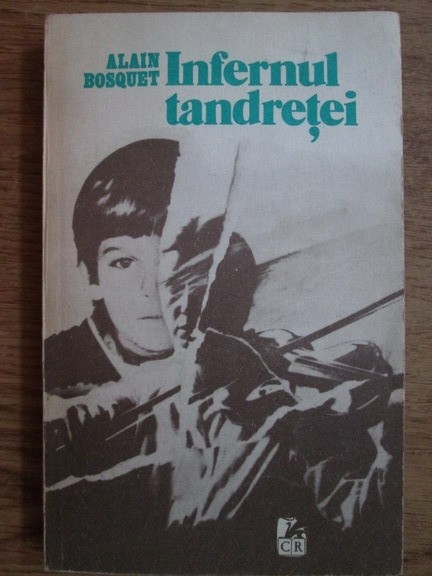 ALAIN
BOSQUET
Infernul
tandreței
CR